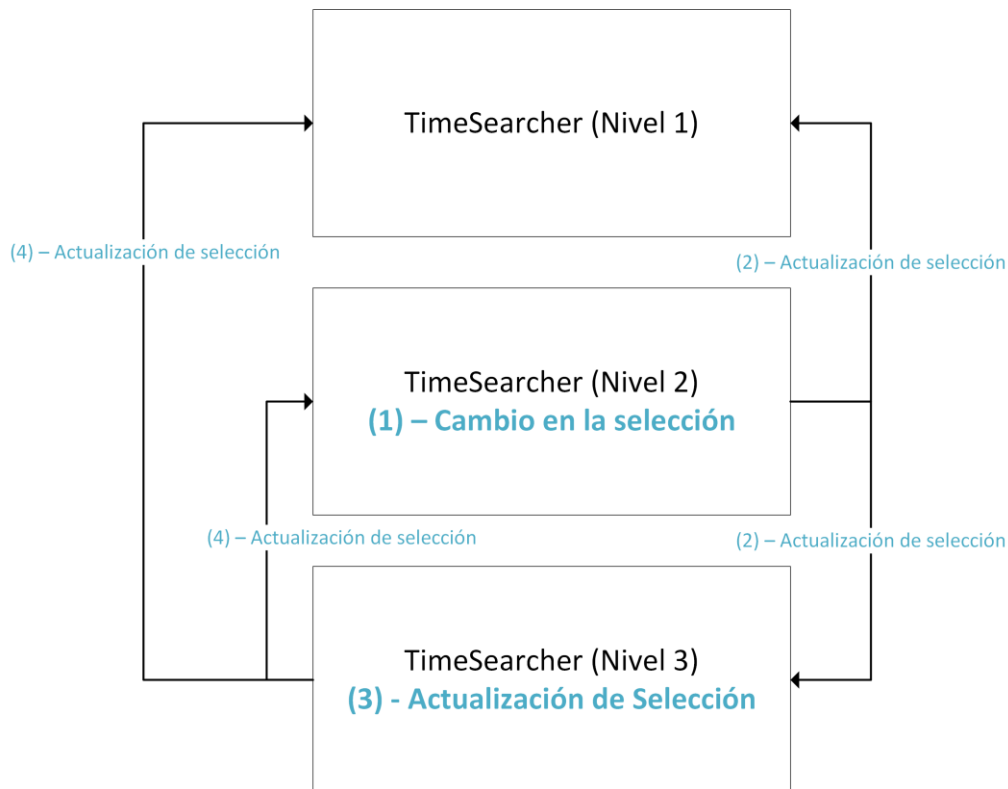 TimeSearcher (Nivel 1)
(4) – Actualización de selección
(2) – Actualización de selección
TimeSearcher (Nivel 2)
(1) – Cambio en la selección
(4) – Actualización de selección
(2) – Actualización de selección
TimeSearcher (Nivel 3)
(3) - Actualización de Selección